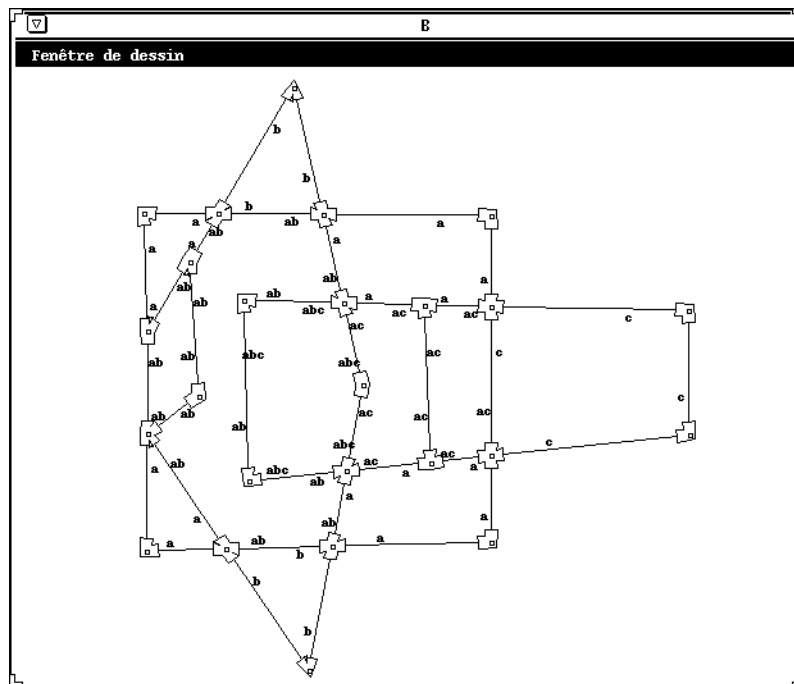 B
Fenêtre de dessin
b
b
a b ab a
ab
a a a
a
ab a
ab ab
ab a a
a abc ac ac
ac
c
ab ab abc abc ac c
c
ab ac ac
ab ab
abc ac c
ab a abc ac
ab a a
a
a ab a
a ab a
b
b
b